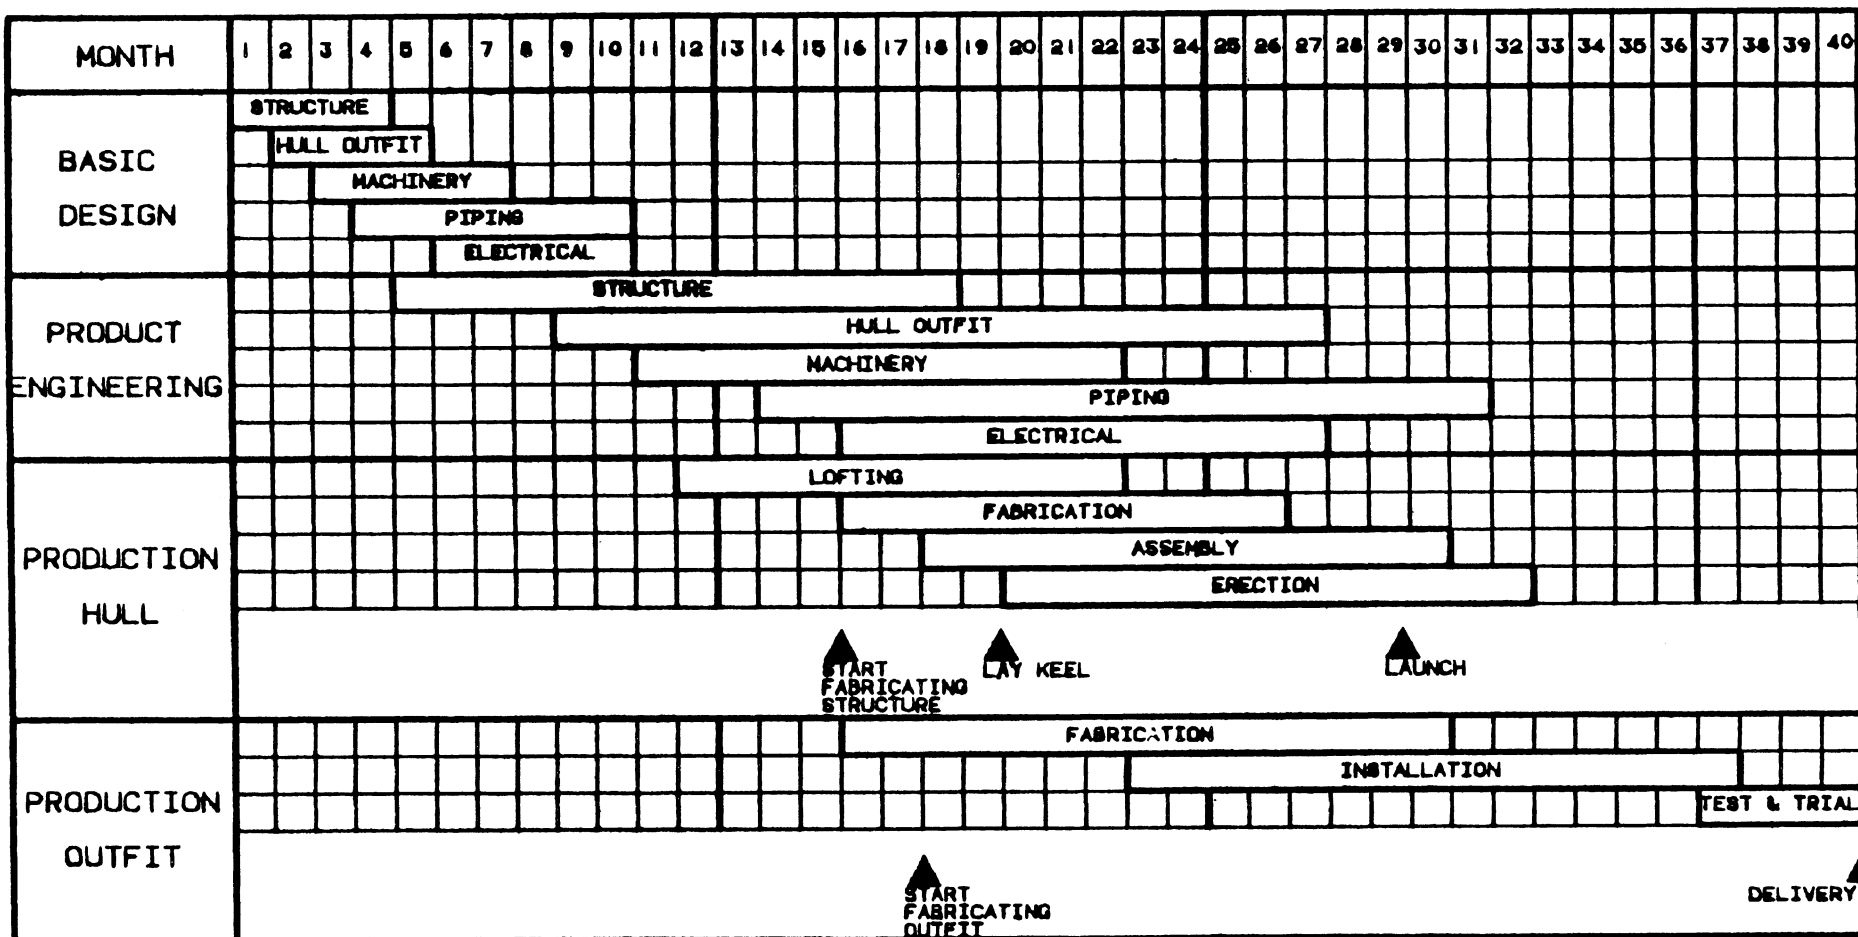 MONTH 1 2 3 4 5 6 7 8 9 10 11 12 13 14 15 16 17 18 19 20 21 22 23 24 25 26 27 28 29 30 31 32 33 34 35 36 37 38 39 40
BASIC
DESIGN
STRUCTURE
HULL OUTFIT
MACHINERY
PIPING
ELECTRICAL
PRODUCT
ENGINEERING
STRUCTURE
HULL OUTFIT
MACHINERY
PIPING
ELECTRICAL
PRODUCTION
HULL
LOFTING
FABRICATION
ASSEMBLY
ERECTION
START
FABRICATING
STRUCTURE
LAY KEEL
LAUNCH
PRODUCTION
OUTFIT
FABRICATION
INSTALLATION
TEST & TRIAL
START
FABRICATING
OUTFIT
DELIVERY